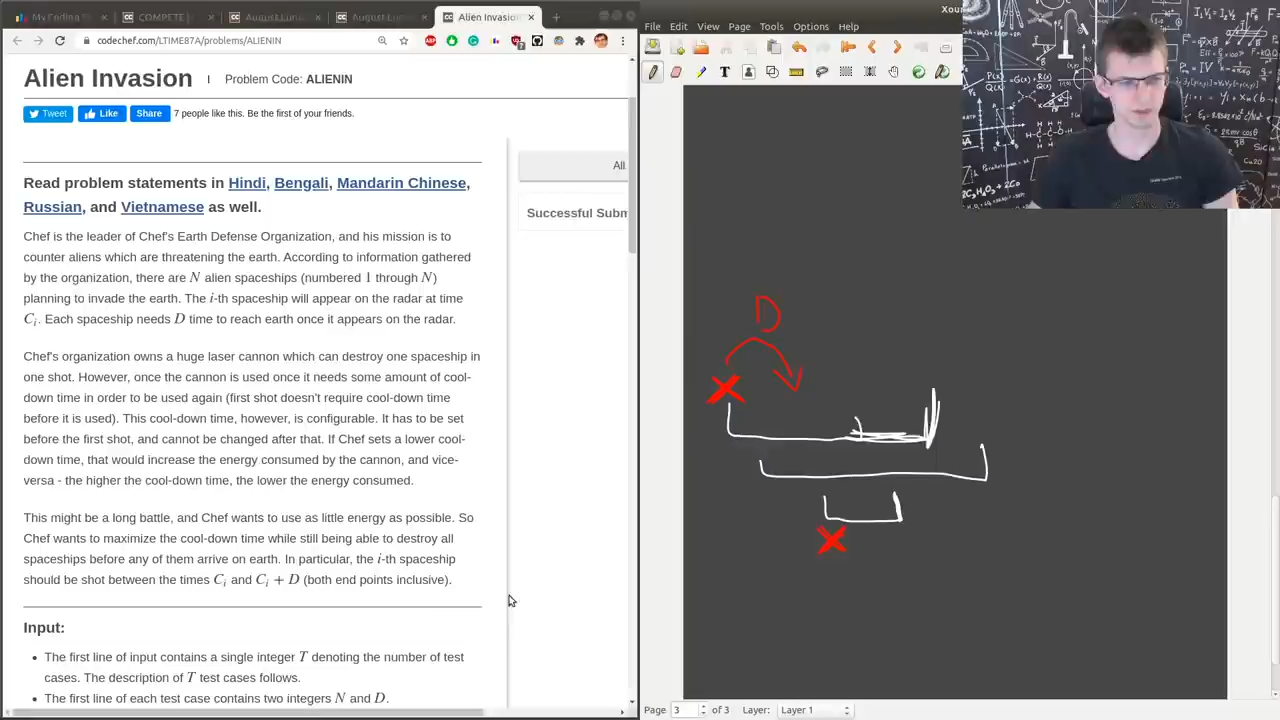 My Coding
COMPETE
August Lun
August Lun
Alien Invasion
codechef.com/LTIME87A/problems/ALIENIN
Alien Invasion | Problem Code: ALIENIN
Tweet Like Share 7 people like this. Be the first of your friends.
Read problem statements in Hindi, Bengali, Mandarin Chinese,
Russian, and Vietnamese as well.
All
Successful Subm
Chef is the leader of Chef's Earth Defense Organization, and his mission is to
counter aliens which are threatening the earth. According to information gathered
by the organization, there are N alien spaceships (numbered 1 through N)
planning to invade the earth. The i-th spaceship will appear on the radar at time
Ci. Each spaceship needs D time to reach earth once it appears on the radar.
Chef's organization owns a huge laser cannon which can destroy one spaceship in
one shot. However, once the cannon is used once it needs some amount of cool-
down time in order to be used again (first shot doesn't require cool-down time
before it is used). This cool-down time, however, is configurable. It has to be set
before the first shot, and cannot be changed after that. If Chef sets a lower cool-
down time, that would increase the energy consumed by the cannon, and vice-
versa - the higher the cool-down time, the lower the energy consumed.
This might be a long battle, and Chef wants to use as little energy as possible. So
Chef wants to maximize the cool-down time while still being able to destroy all
spaceships before any of them arrive on earth. In particular, the i-th spaceship
should be shot between the times Ci and Ci + D (both end points inclusive).
Input:
• The first line of input contains a single integer T denoting the number of test
cases. The description of T test cases follows.
• The first line of each test case contains two integers N and D.
Xour
File Edit View Page Tools Options Help
D
Page 3 of 3 Layer: Layer 1